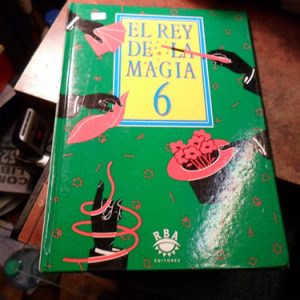 EL REY
DE LA
MAGIA
6
RBA
EDITORES